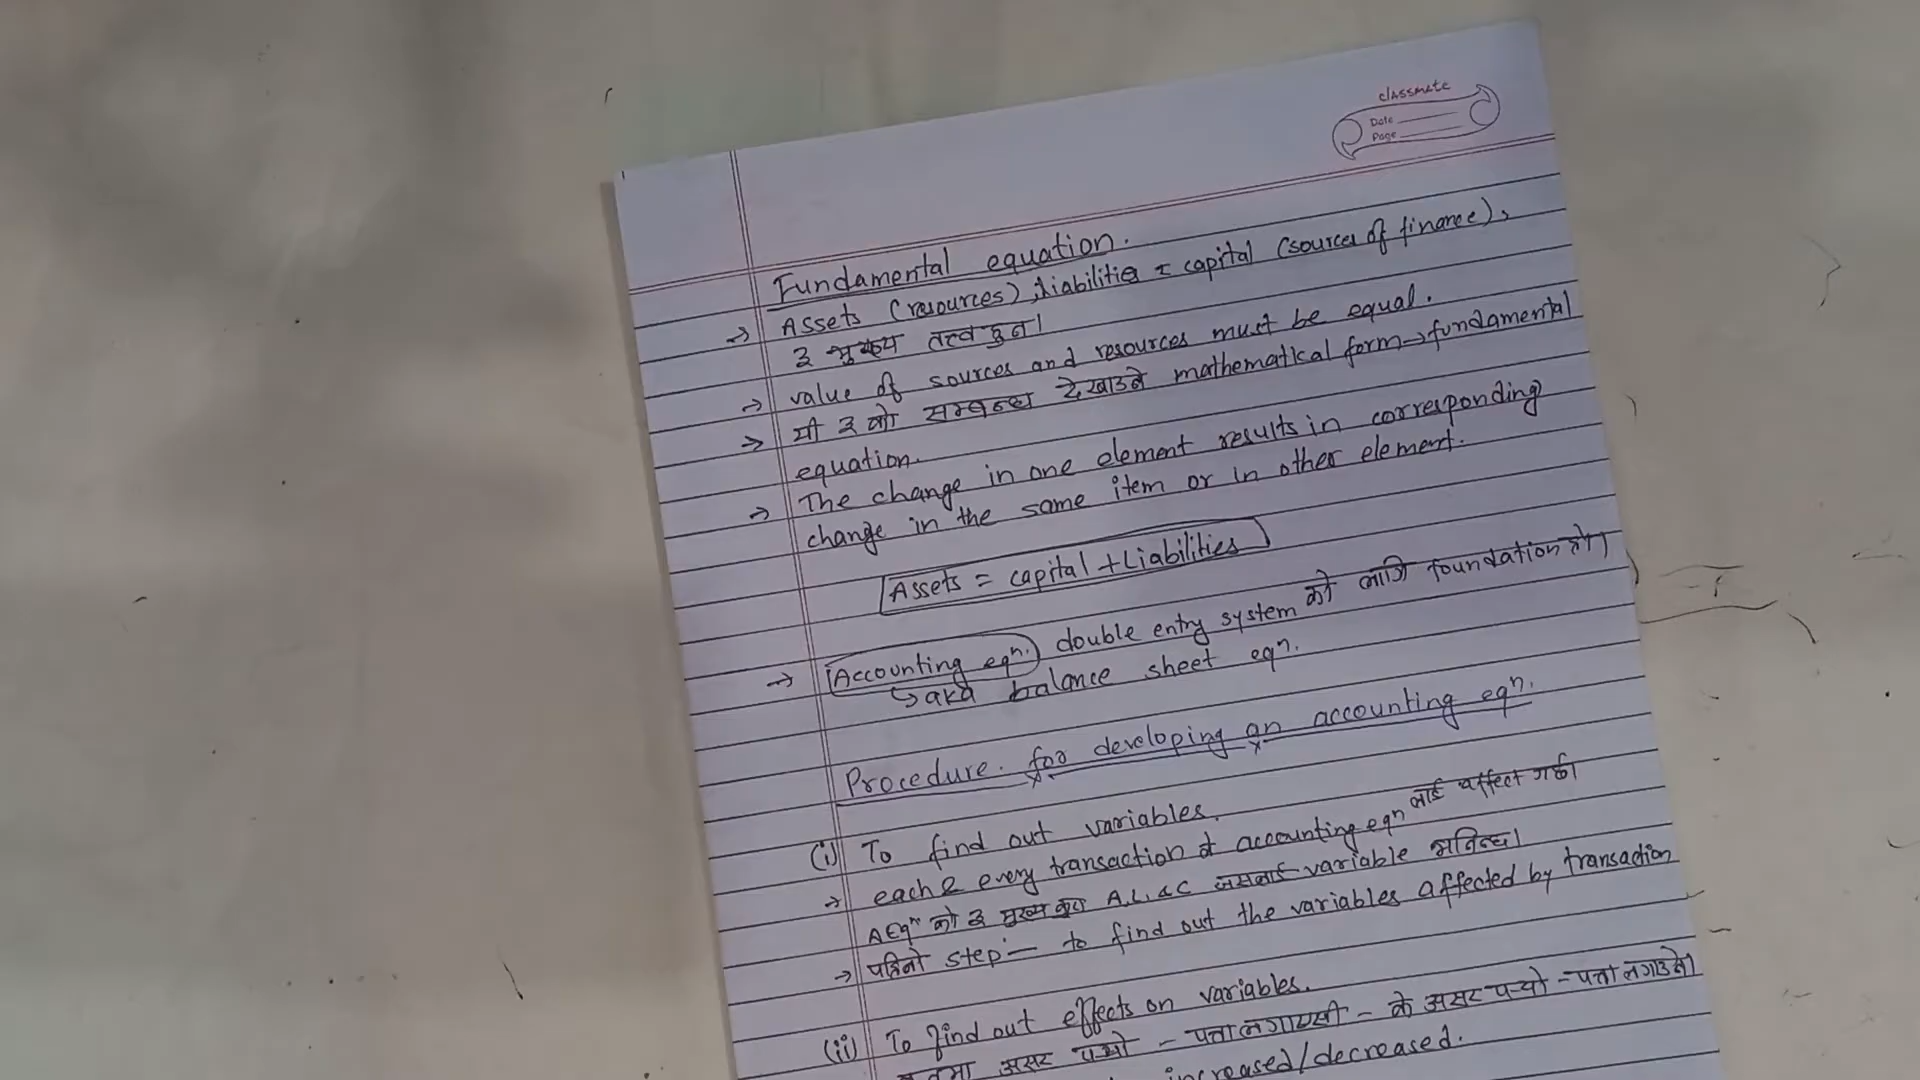 classmate
Date
Page
Fundamental equation.
→ Assets (resources), Liabilities = capital (sources of finance),
३ मुख्य तत्व हुन।
→ value of sources and resources must be equal.
→ यी ३ को सम्बन्ध देखाउने mathematical form → fundamental
equation.
→ The change in one element results in corresponding
change in the same item or in other element.
Assets = capital + Liabilities
→ Accounting eqn. double entry system को लागि foundation हो।
↳ aka balance sheet eqn.
Procedure for developing an accounting eqn.
(i) To find out variables.
→ each & every transaction ले accounting eqn लाई affect गर्छ।
AEqn को ३ मुख्य कुरा A, L, & C जसलाई variable भनिन्छ।
→ पहिलो step:— to find out the variables affected by transaction
(ii) To find out effects on variables.
असर पर्यो - पत्ता लगाएसी - के असर पर्यो - पत्ता लगाउने।
increased/decreased.